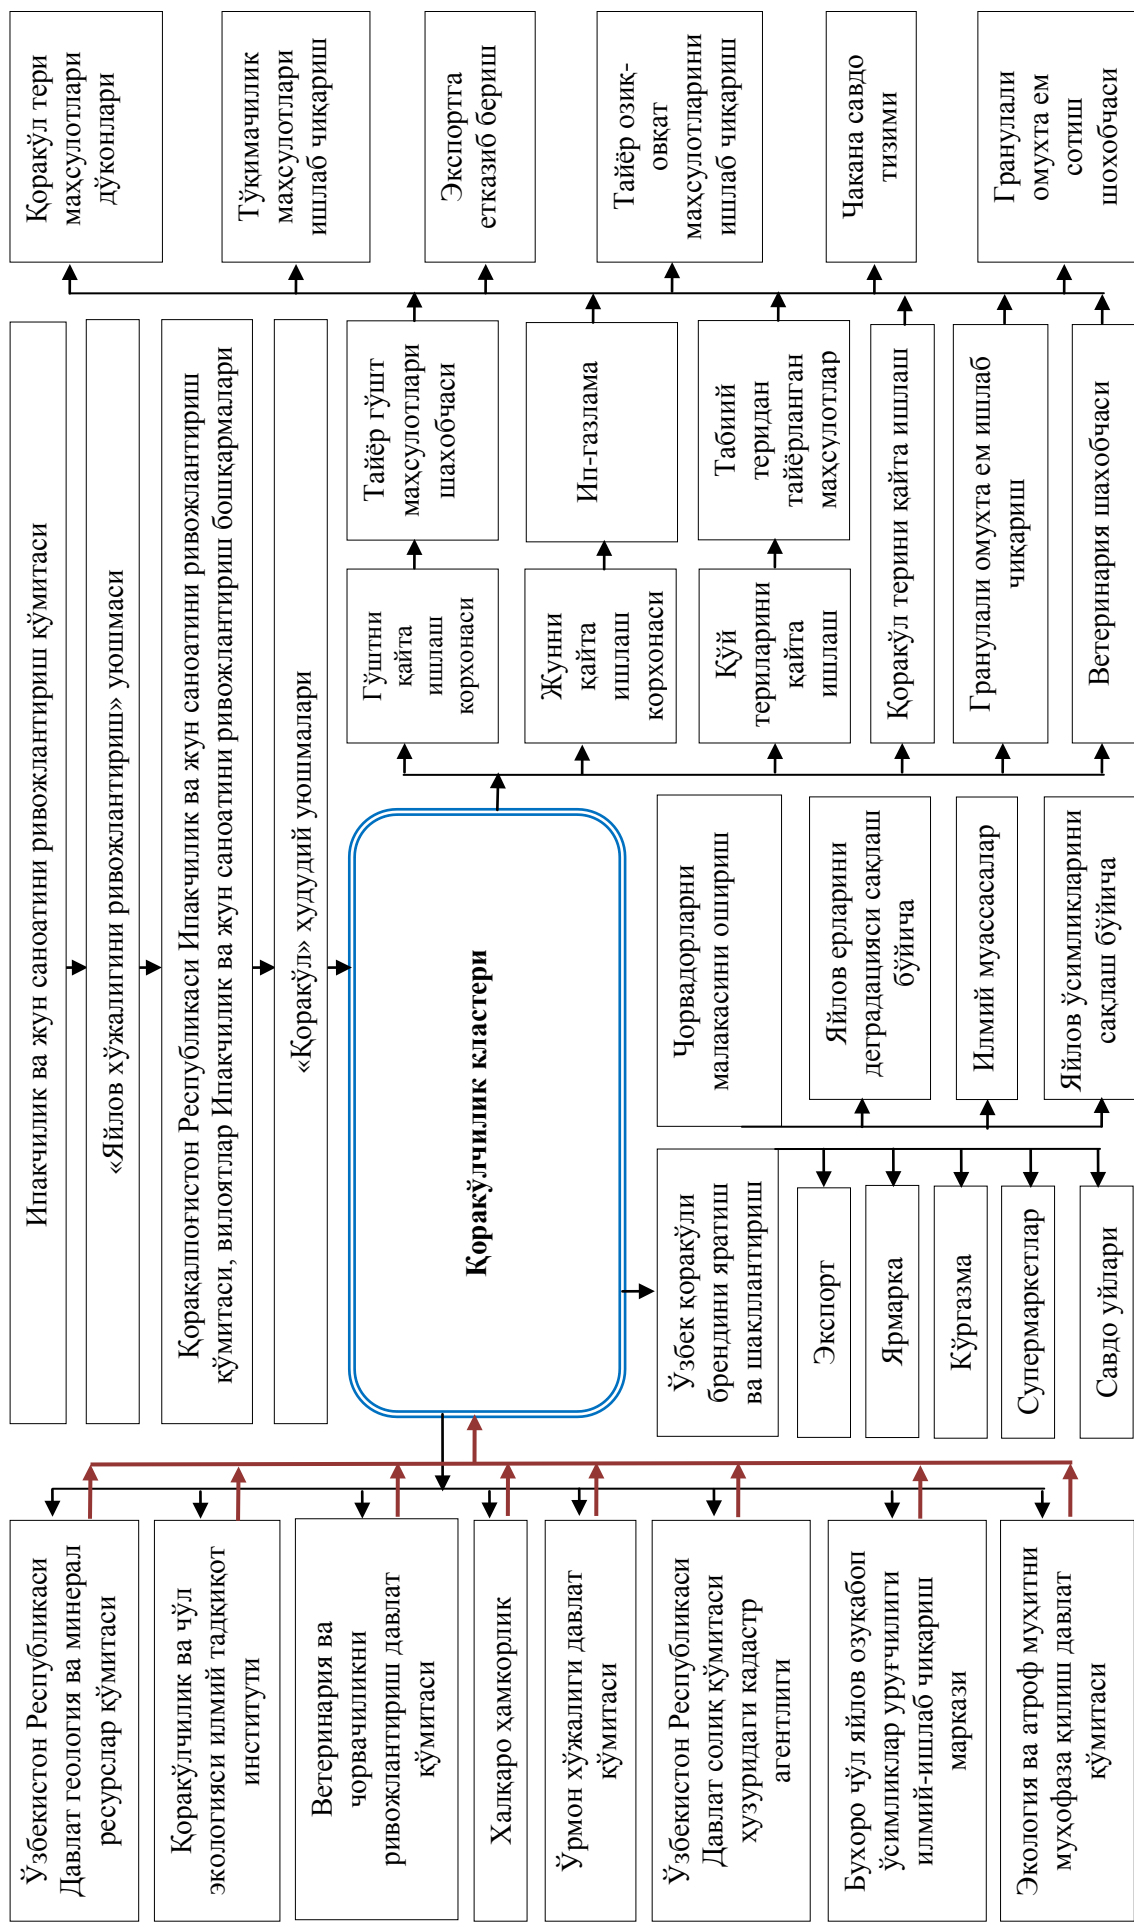 Ипакчилик ва жун саноатини ривожлантириш қўмитаси
«Яйлов хўжалигини ривожлантириш» уюшмаси
Қорақалпоғистон Республикаси Ипакчилик ва жун саноатини ривожлантириш
қўмитаси, вилоятлар Ипакчилик ва жун саноатини ривожлантириш бошқармалари
«Қоракўл» ҳудудий уюшмалари
Ўзбекистон Республикаси
Давлат геология ва минерал
ресурслар қўмитаси
Қоракўлчилик ва чўл
экологияси илмий тадқиқот
институти
Ветеринария ва
чорвачиликни
ривожлантириш давлат
қўмитаси
Халқаро ҳамкорлик
Ўрмон хўжалиги давлат
қўмитаси
Ўзбекистон Республикаси
Давлат солиқ қўмитаси
ҳузуридаги кадастр
агентлиги
Бухоро чўл яйлов озуқабоп
ўсимликлар уруғчилиги
илмий-ишлаб чиқариш
маркази
Экология ва атроф муҳитни
муҳофаза қилиш давлат
қўмитаси
Қоракўлчилик кластери
Ўзбек қоракўли
брендини яратиш
ва шакллантириш
Экспорт
Ярмарка
Кўргазма
Супермаркетлар
Савдо уйлари
Чорвадорларни
малакасини ошириш
Яйлов ерларини
деградацияси сақлаш
бўйича
Илмий муассасалар
Яйлов ўсимликларини
сақлаш бўйича
Гўштни
қайта
ишлаш
корхонаси
Жунни
қайта
ишлаш
корхонаси
Қўй
териларини
қайта
ишлаш
Тайёр гўшт
маҳсулотлари
шахобчаси
Ип-газлама
Табиий
теридан
тайёрланган
маҳсулотлар
Қоракўл терини қайта ишлаш
Гранулали омухта ем ишлаб
чиқариш
Ветеринария шахобчаси
Қоракўл тери
маҳсулотлари
дўконлари
Тўқимачилик
маҳсулотлари
ишлаб чиқариш
Экспортга
етказиб бериш
Тайёр озиқ-
овқат
маҳсулотларини
ишлаб чиқариш
Чакана савдо
тизими
Гранулали
омухта ем
сотиш
шохобчаси